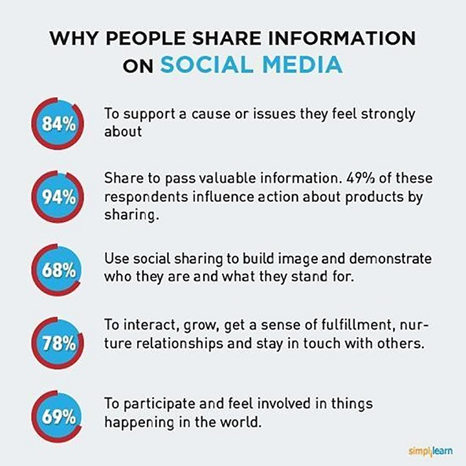 WHY PEOPLE SHARE INFORMATION
ON SOCIAL MEDIA
84%
To support a cause or issues they feel strongly
about
94%
Share to pass valuable information. 49% of these
respondents influence action about products by
sharing.
68%
Use social sharing to build image and demonstrate
who they are and what they stand for.
78%
To interact, grow, get a sense of fulfillment, nur-
ture relationships and stay in touch with others.
69%
To participate and feel involved in things
happening in the world.
simplilearn